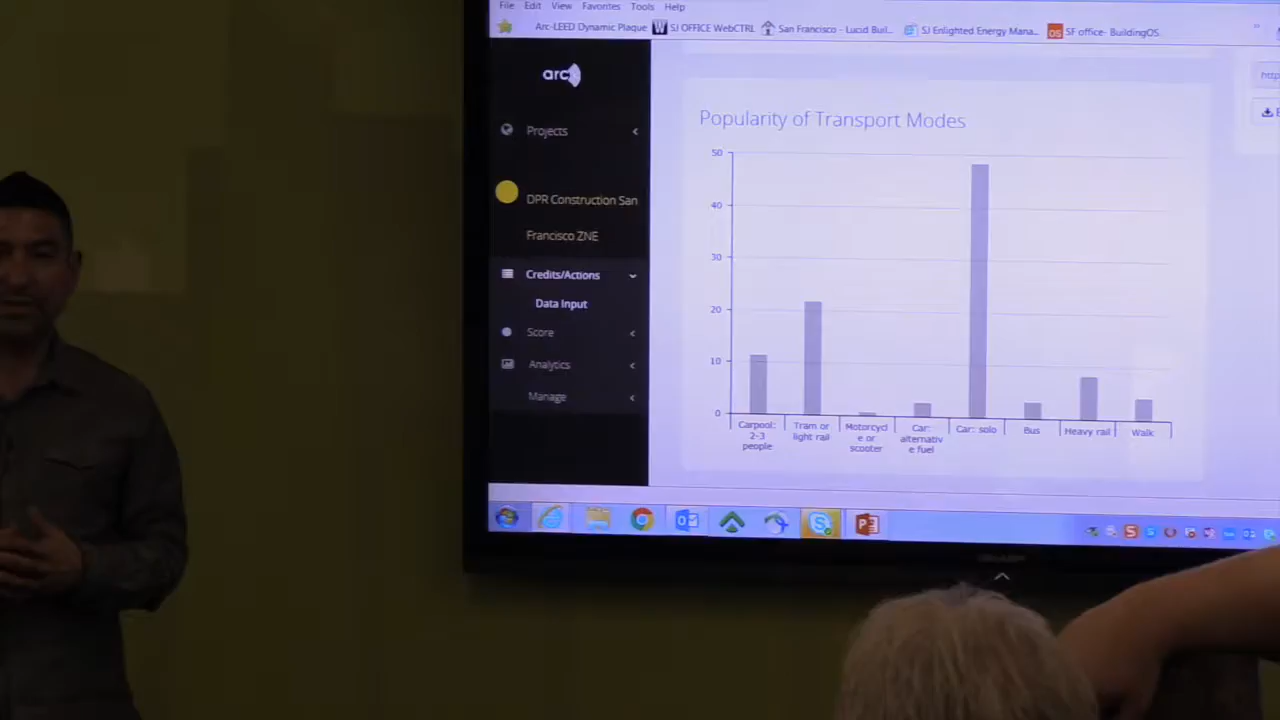 File Edit View Favorites Tools Help
Arc-LEED Dynamic Plaque SJ OFFICE WebCTRL San Francisco - Lucid Buil... SJ Enlighted Energy Mana... SF office- BuildingOS...
arc
Projects
DPR Construction San
Francisco ZNE
Credits/Actions
Data Input
Score
Analytics
Manage
Popularity of Transport Modes
50
40
30
20
10
0
Carpool:
2-3
people
Tram or
light rail
Motorcycl
e or
scooter
Car:
alternativ
e fuel
Car: solo
Bus
Heavy rail
Walk
http